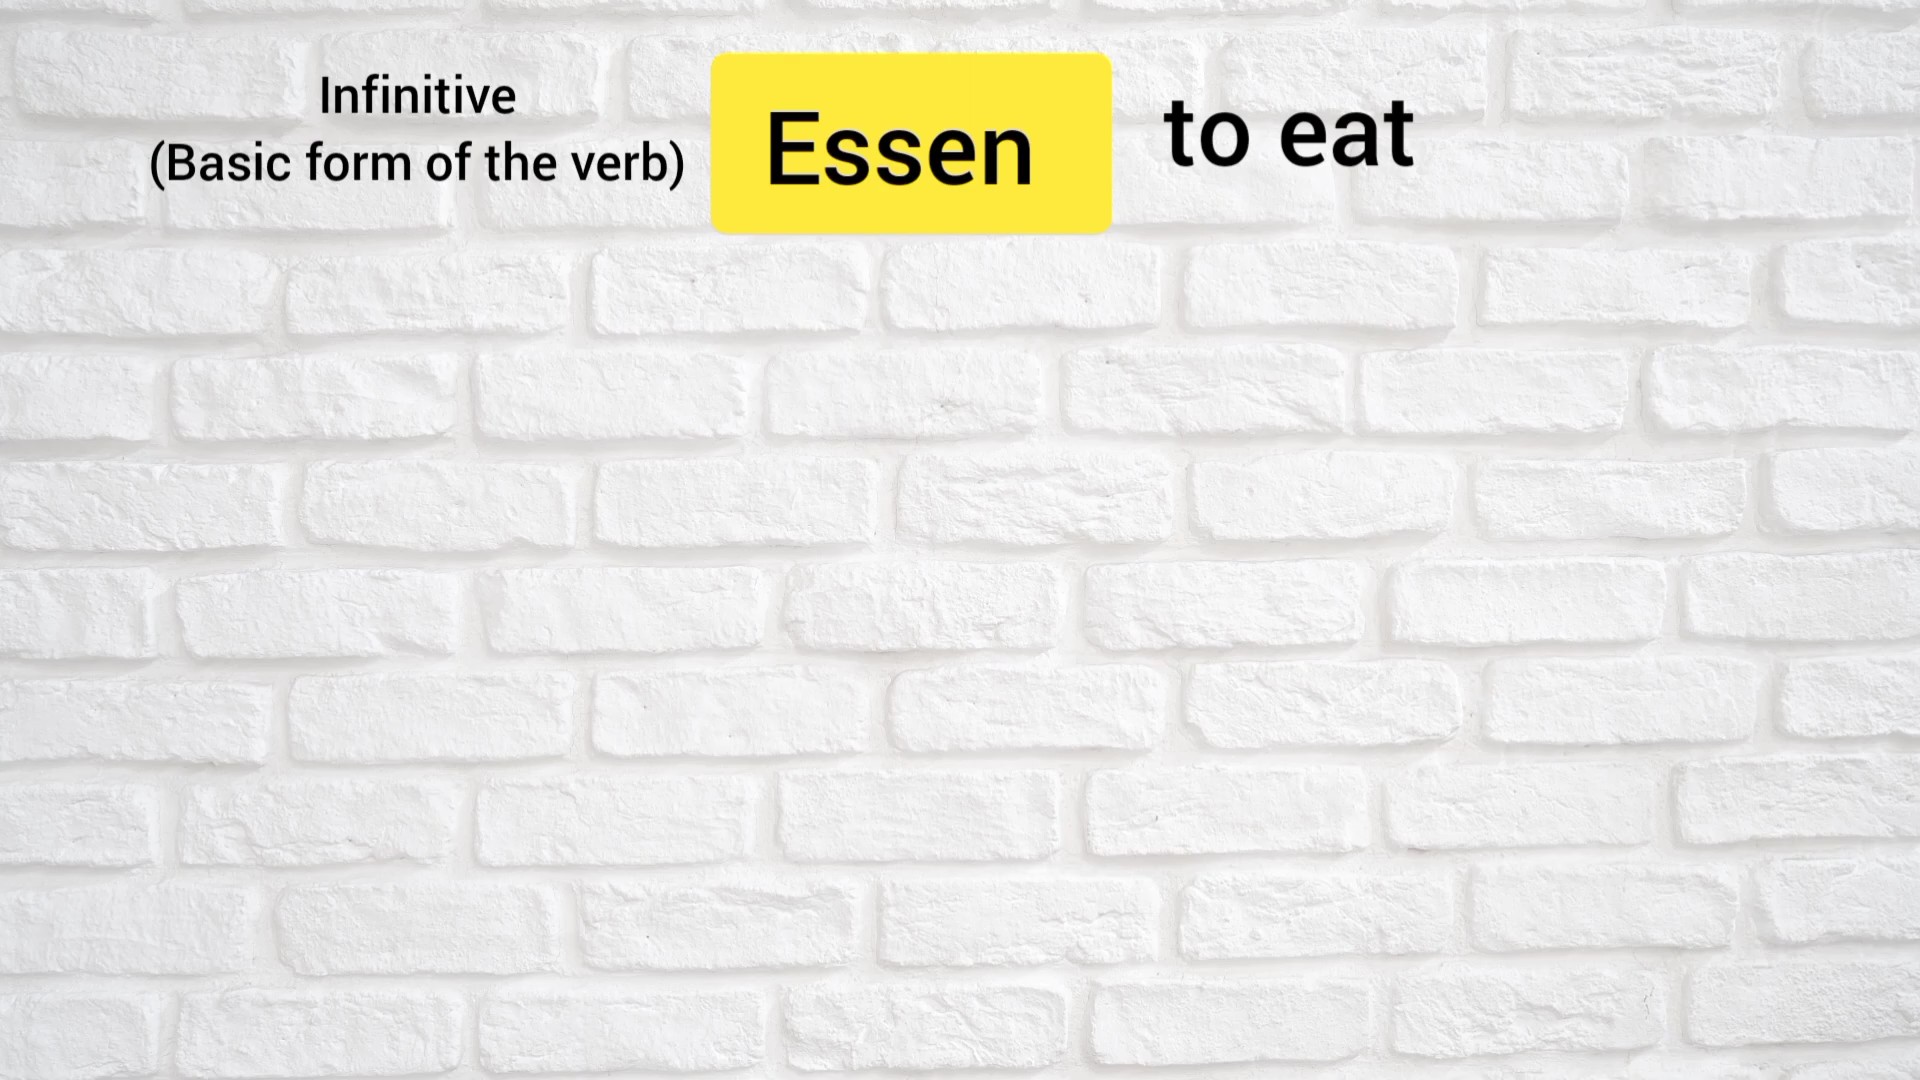 Infinitive
(Basic form of the verb)
Essen
to eat